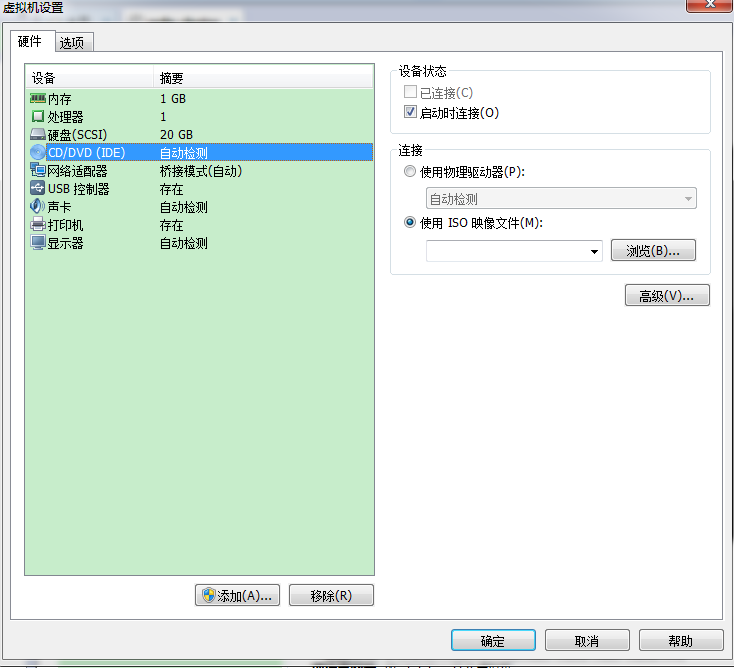 虚拟机设置
硬件 选项
设备 摘要
内存 1 GB
处理器 1
硬盘(SCSI) 20 GB
CD/DVD (IDE) 自动检测
网络适配器 桥接模式(自动)
USB 控制器 存在
声卡 自动检测
打印机 存在
显示器 自动检测
添加(A)... 移除(R)
设备状态
已连接(C)
启动时连接(O)
连接
使用物理驱动器(P):
自动检测
使用 ISO 映像文件(M):
浏览(B)...
高级(V)...
确定 取消 帮助